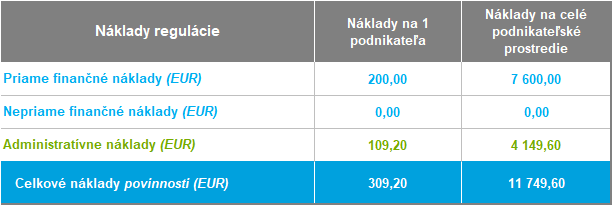 Náklady regulácie
Náklady na 1
podnikateľa
Náklady na celé
podnikateľské
prostredie
Priame finančné náklady (EUR) 200,00 7 600,00
Nepriame finančné náklady (EUR) 0,00 0,00
Administratívne náklady (EUR) 109,20 4 149,60
Celkové náklady povinnosti (EUR) 309,20 11 749,60